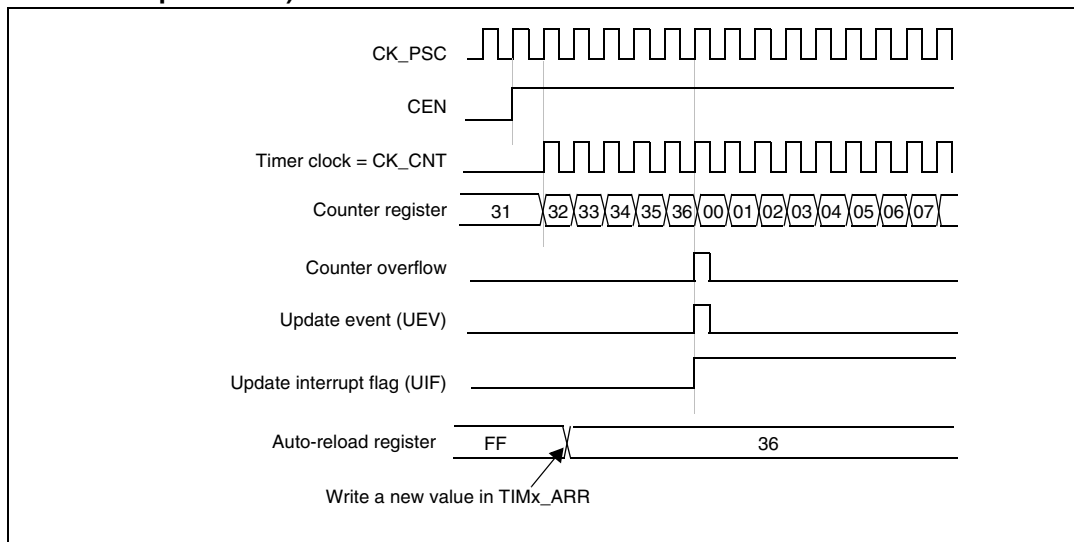 CK_PSC
CEN
Timer clock = CK_CNT
Counter register 31 32 33 34 35 36 00 01 02 03 04 05 06 07
Counter overflow
Update event (UEV)
Update interrupt flag (UIF)
Auto-reload register FF 36
Write a new value in TIMx_ARR